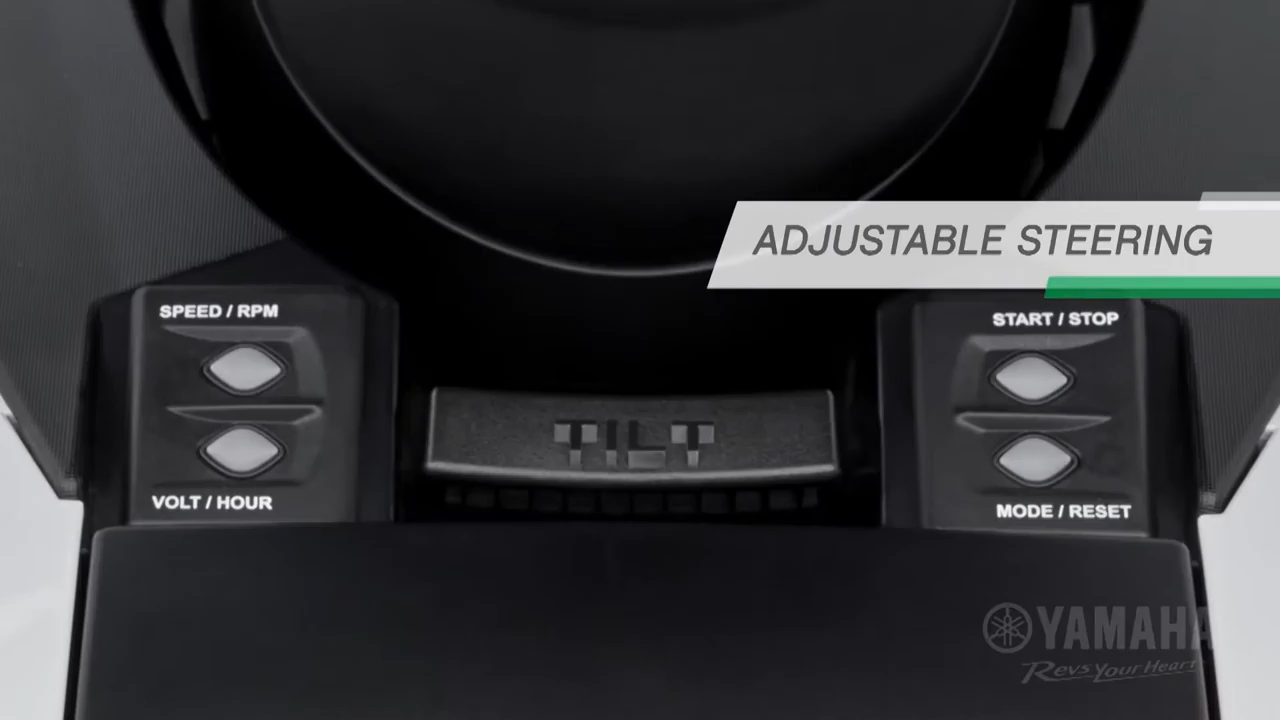 ADJUSTABLE STEERING
SPEED / RPM
START / STOP
TILT
VOLT / HOUR
MODE / RESET
YAMAHA
Revs Your Heart